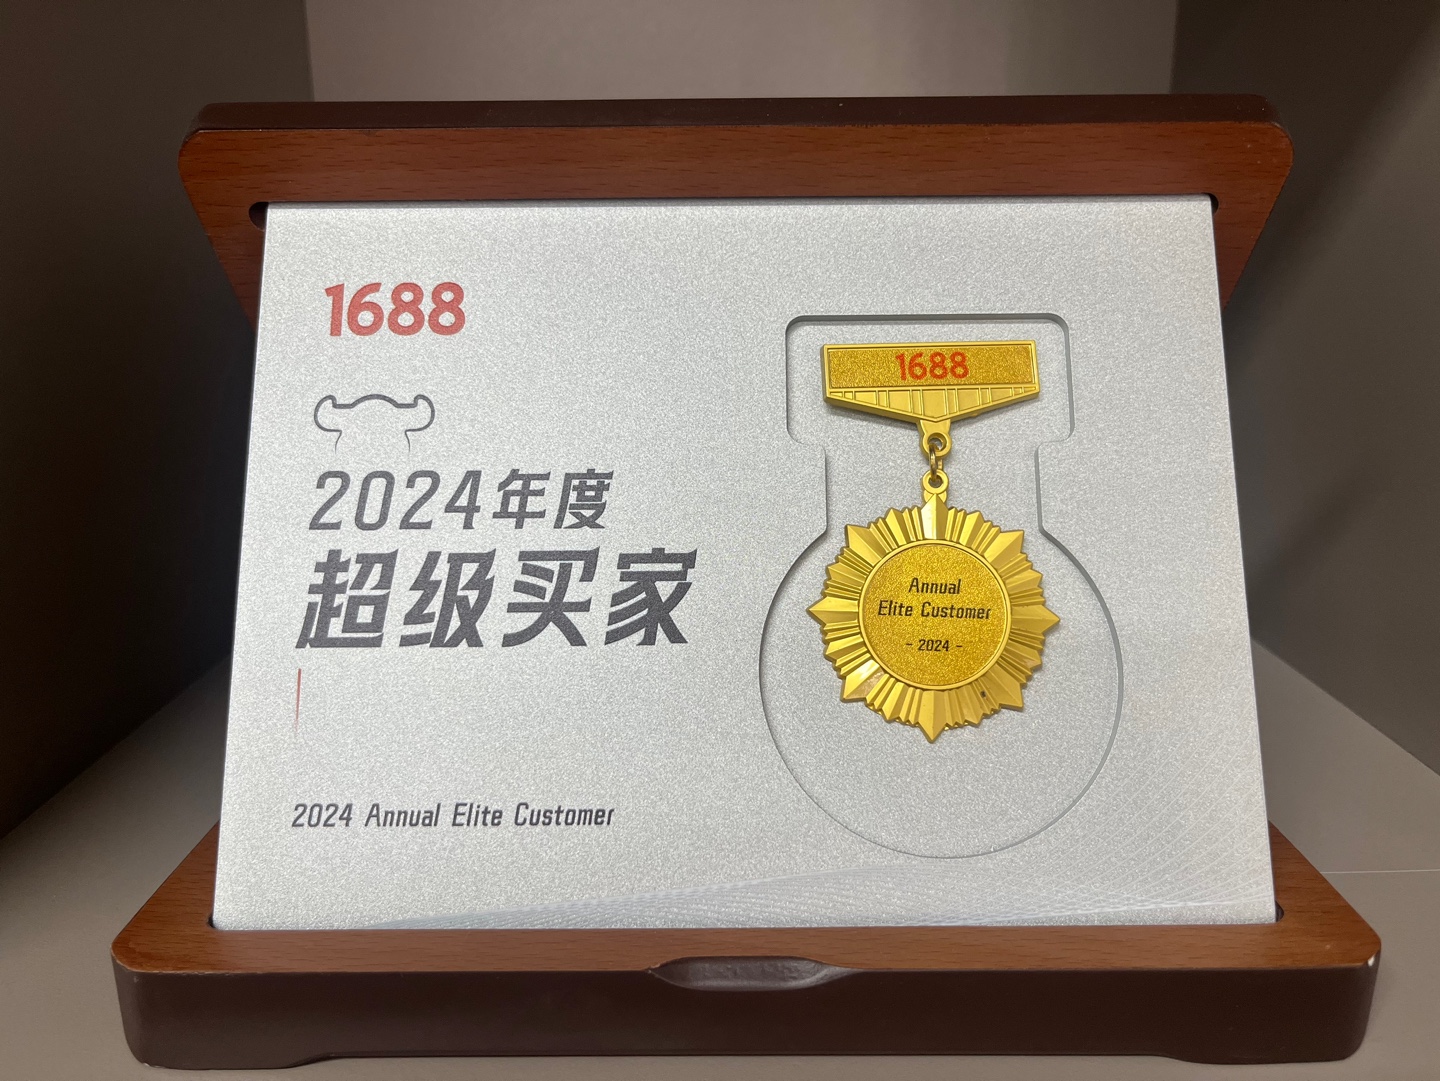 1688
2024年度
超级买家
2024 Annual Elite Customer
1688
Annual
Elite Customer
- 2024 -